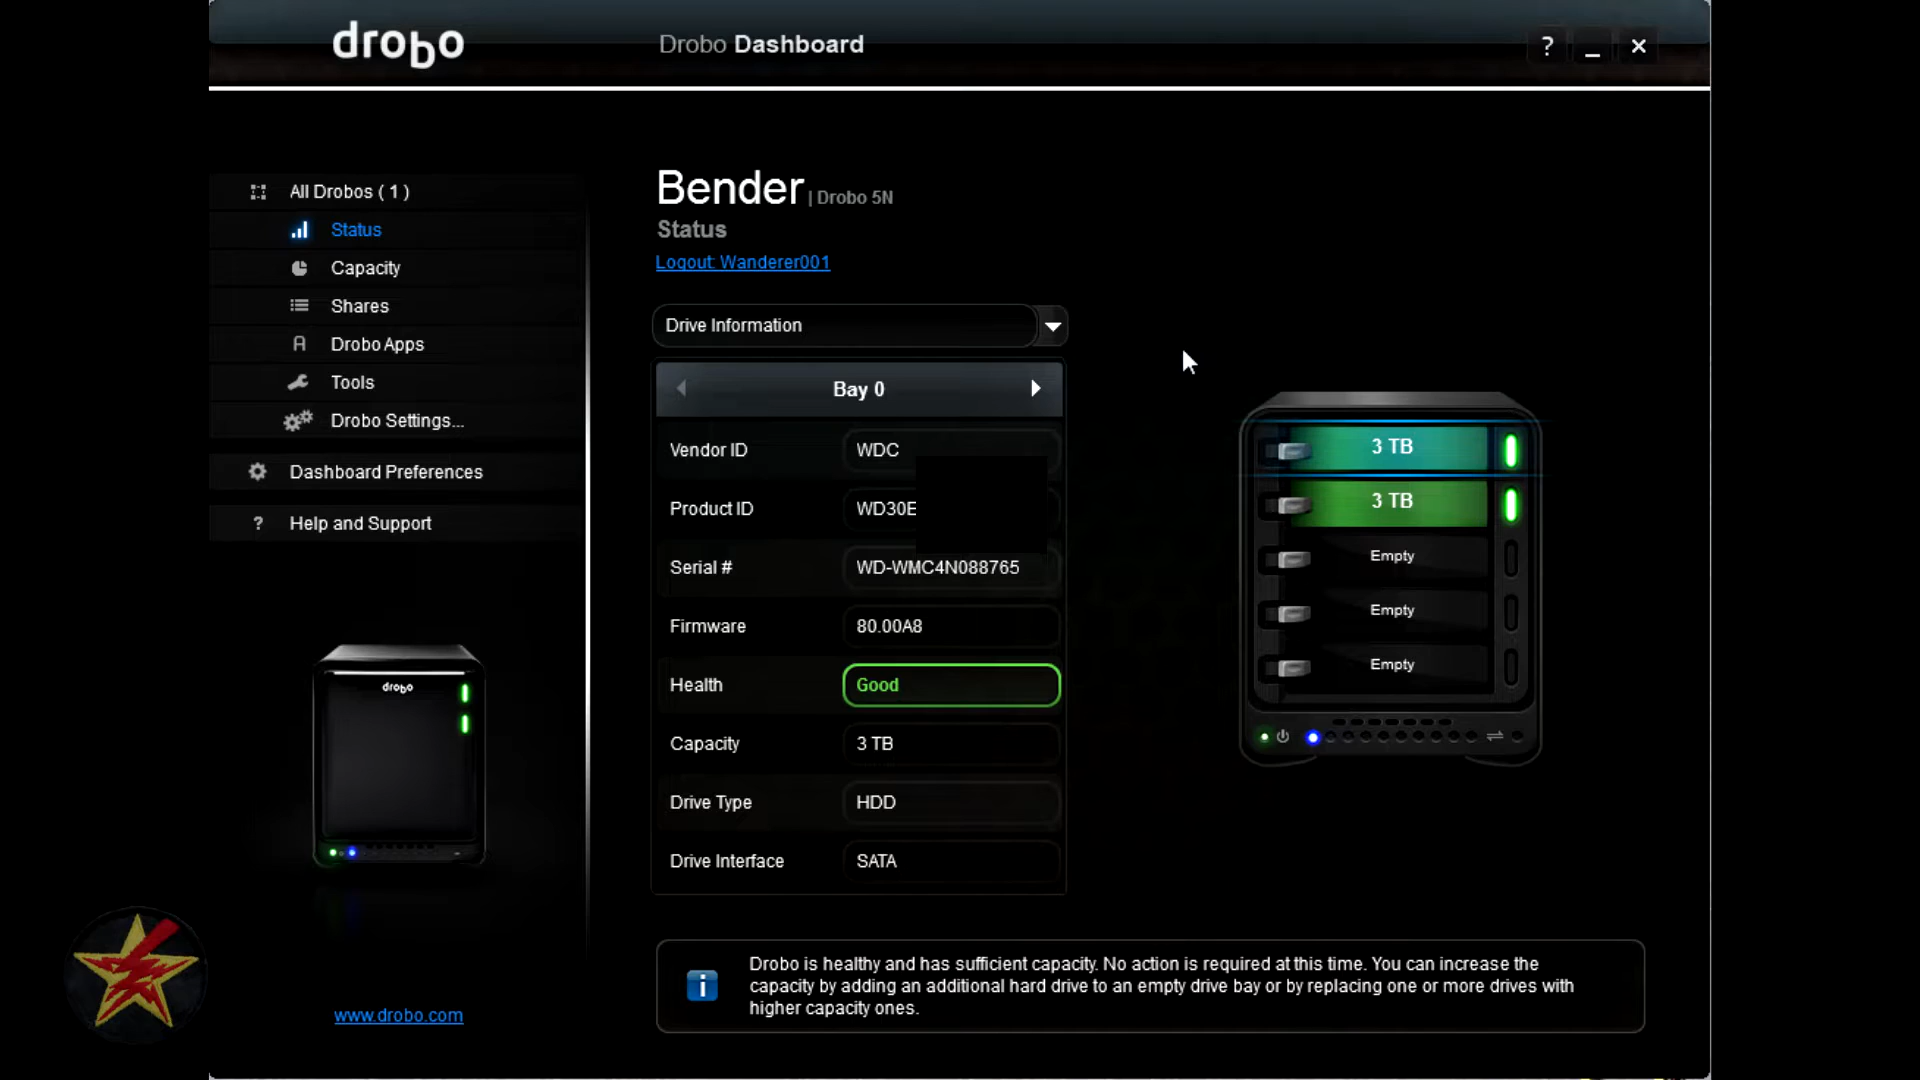 drobo
Drobo Dashboard
? _ ×
All Drobos ( 1 )
Status
Capacity
Shares
Drobo Apps
Tools
Drobo Settings...
Dashboard Preferences
? Help and Support
drobo
www.drobo.com
Bender | Drobo 5N
Status
Logout: Wanderer001
Drive Information
Bay 0
Vendor ID WDC
Product ID WD30E
Serial # WD-WMC4N088765
Firmware 80.00A8
Health Good
Capacity 3 TB
Drive Type HDD
Drive Interface SATA
3 TB
3 TB
Empty
Empty
Empty
i
Drobo is healthy and has sufficient capacity. No action is required at this time. You can increase the
capacity by adding an additional hard drive to an empty drive bay or by replacing one or more drives with
higher capacity ones.